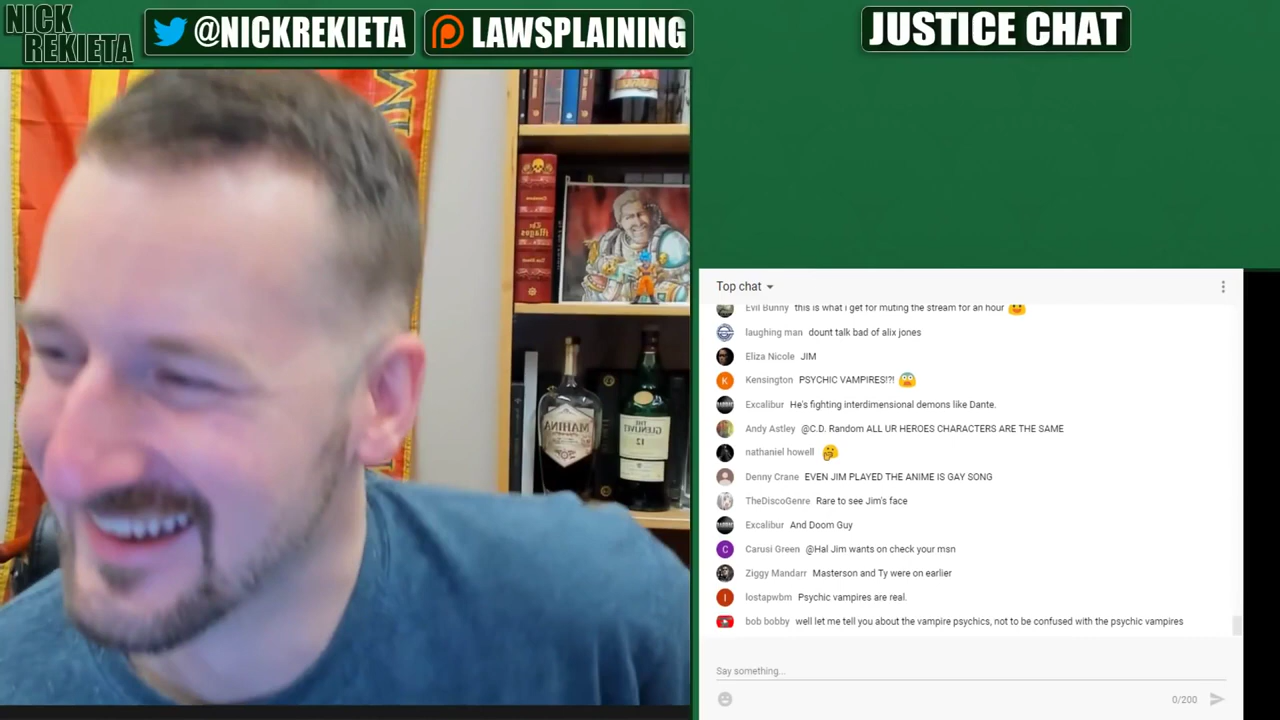 NICK
REKIETA
@NICKREKIETA
LAWSPLAINING
JUSTICE CHAT
Magos
MAHINA
THE
GLENLIVET
12
Top chat
Evil Bunny this is what i get for muting the stream for an hour
laughing man dount talk bad of alix jones
Eliza Nicole JIM
K Kensington PSYCHIC VAMPIRES!?!
Excalibur He's fighting interdimensional demons like Dante.
Andy Astley @C.D. Random ALL UR HEROES CHARACTERS ARE THE SAME
nathaniel howell
Denny Crane EVEN JIM PLAYED THE ANIME IS GAY SONG
TheDiscoGenre Rare to see Jim's face
Excalibur And Doom Guy
C Carusi Green @Hal Jim wants on check your msn
Ziggy Mandarr Masterson and Ty were on earlier
l lostapwbm Psychic vampires are real.
bob bobby well let me tell you about the vampire psychics, not to be confused with the psychic vampires
Say something...
0/200